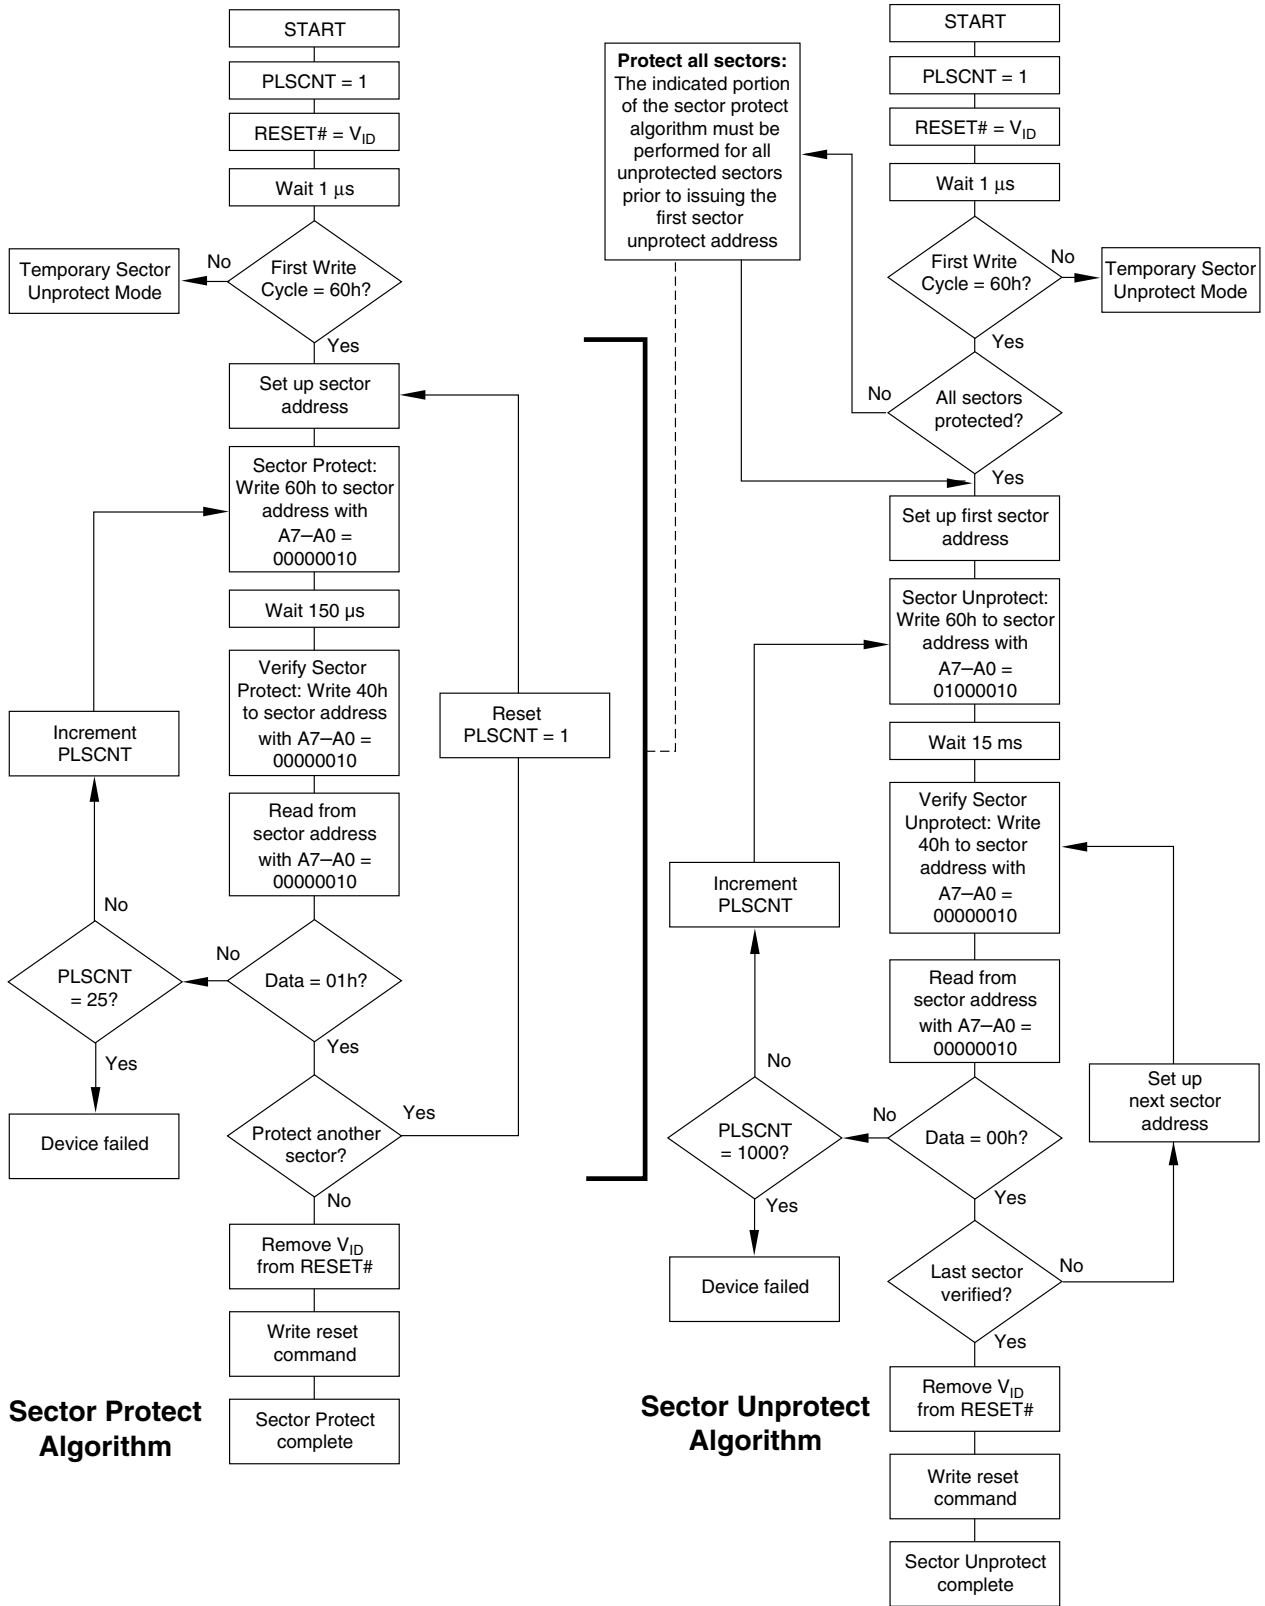 START
PLSCNT = 1
RESET# = VID
Wait 1 μs
First Write
Cycle = 60h?
No
Temporary Sector
Unprotect Mode
Yes
Set up sector
address
Sector Protect:
Write 60h to sector
address with
A7–A0 =
00000010
Wait 150 μs
Verify Sector
Protect: Write 40h
to sector address
with A7–A0 =
00000010
Increment
PLSCNT
Reset
PLSCNT = 1
Read from
sector address
with A7–A0 =
00000010
No
PLSCNT
= 25?
No
Data = 01h?
Yes
Yes
Device failed
Protect another
sector?
Yes
No
Remove VID
from RESET#
Write reset
command
Sector Protect
complete
Sector Protect
Algorithm
Protect all sectors:
The indicated portion
of the sector protect
algorithm must be
performed for all
unprotected sectors
prior to issuing the
first sector
unprotect address
START
PLSCNT = 1
RESET# = VID
Wait 1 μs
First Write
Cycle = 60h?
No
Temporary Sector
Unprotect Mode
Yes
No
All sectors
protected?
Yes
Set up first sector
address
Sector Unprotect:
Write 60h to sector
address with
A7–A0 =
01000010
Wait 15 ms
Verify Sector
Unprotect: Write
40h to sector
address with
A7–A0 =
00000010
Increment
PLSCNT
Read from
sector address
with A7–A0 =
00000010
No
Set up
next sector
address
PLSCNT
= 1000?
No
Data = 00h?
Yes
Yes
Device failed
Last sector
verified?
No
Yes
Remove VID
from RESET#
Write reset
command
Sector Unprotect
complete
Sector Unprotect
Algorithm